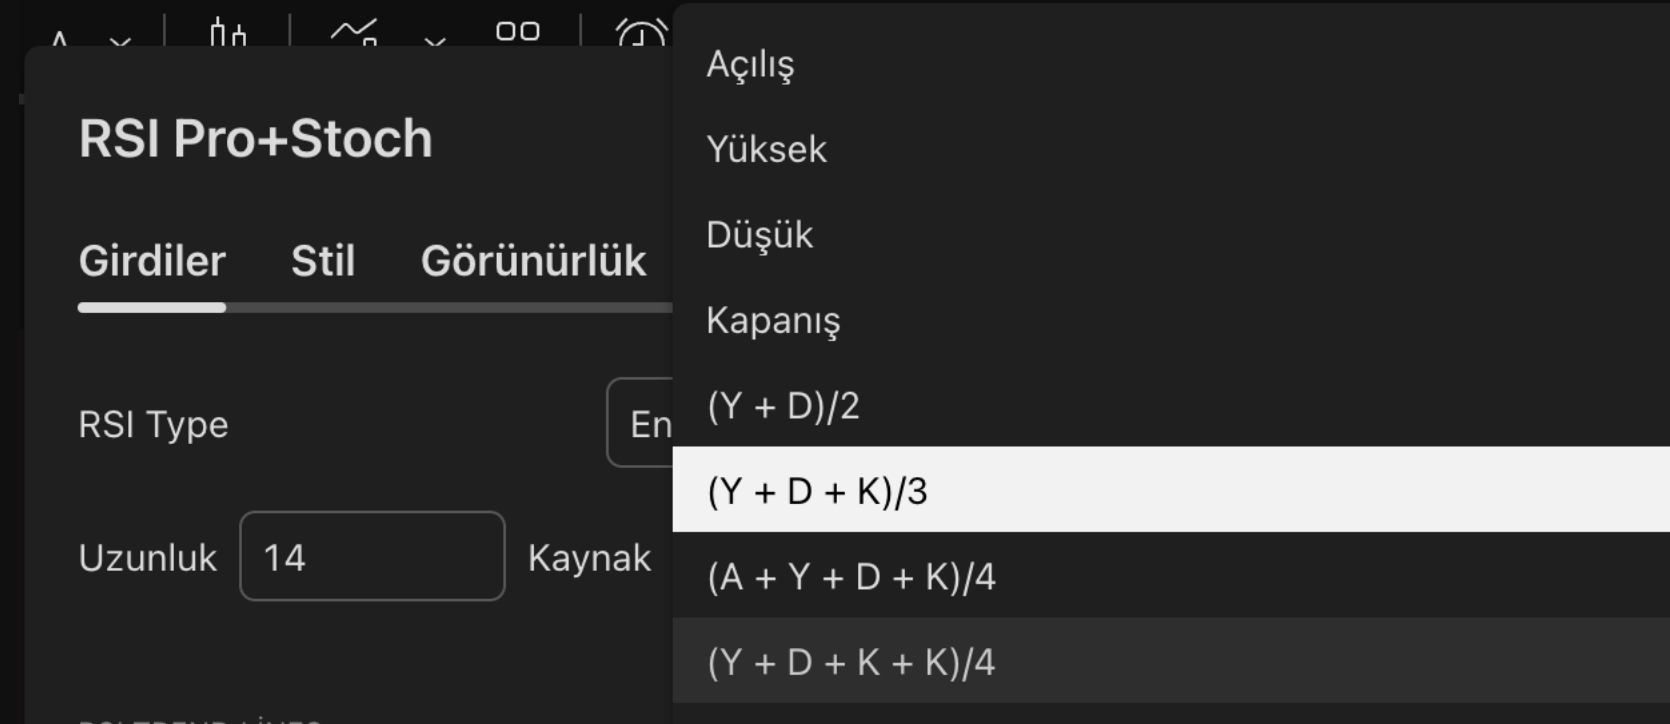 RSI Pro+Stoch
Girdiler Stil Görünürlük
RSI Type En
Uzunluk 14 Kaynak
Açılış
Yüksek
Düşük
Kapanış
(Y + D)/2
(Y + D + K)/3
(A + Y + D + K)/4
(Y + D + K + K)/4